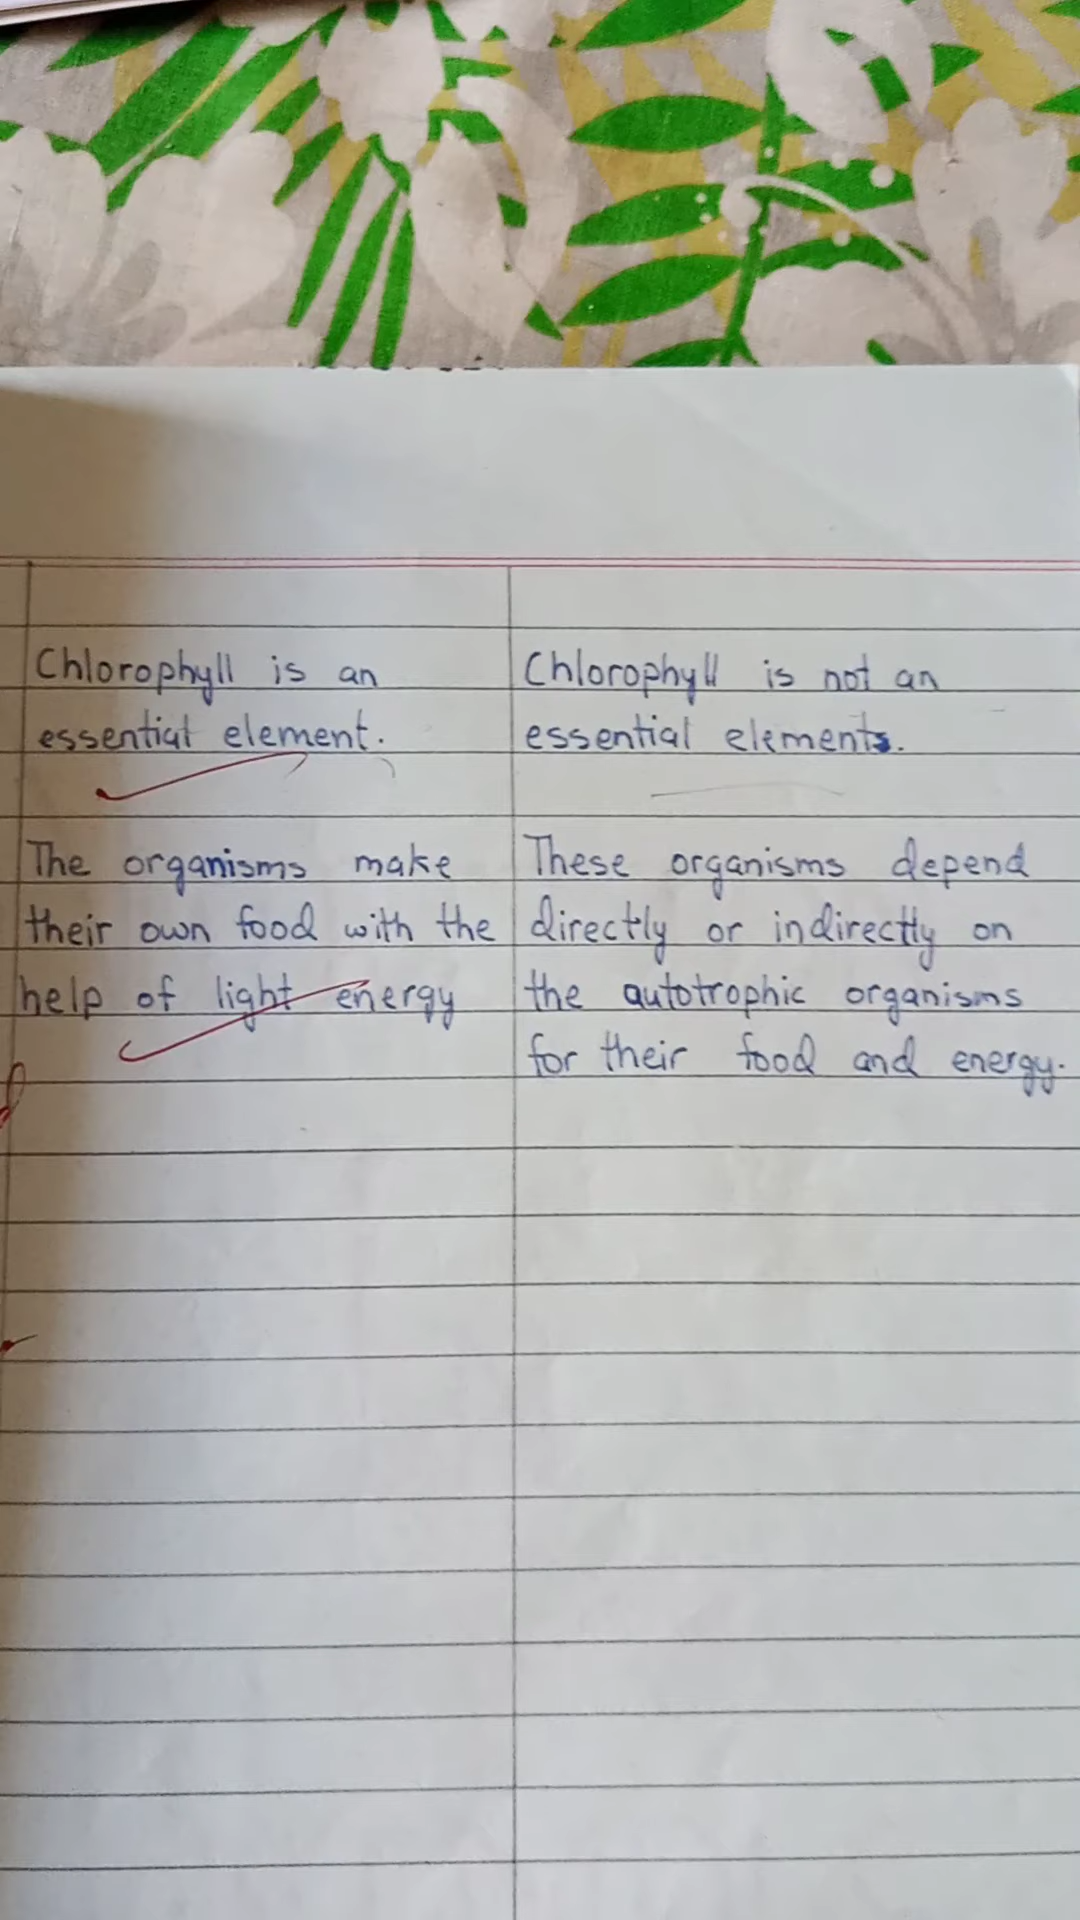 Chlorophyll is an
essential element.
The organisms make
their own food with the
help of light energy
Chlorophyll is not an
essential elements.
These organisms depend
directly or indirectly on
the autotrophic organisms
for their food and energy.